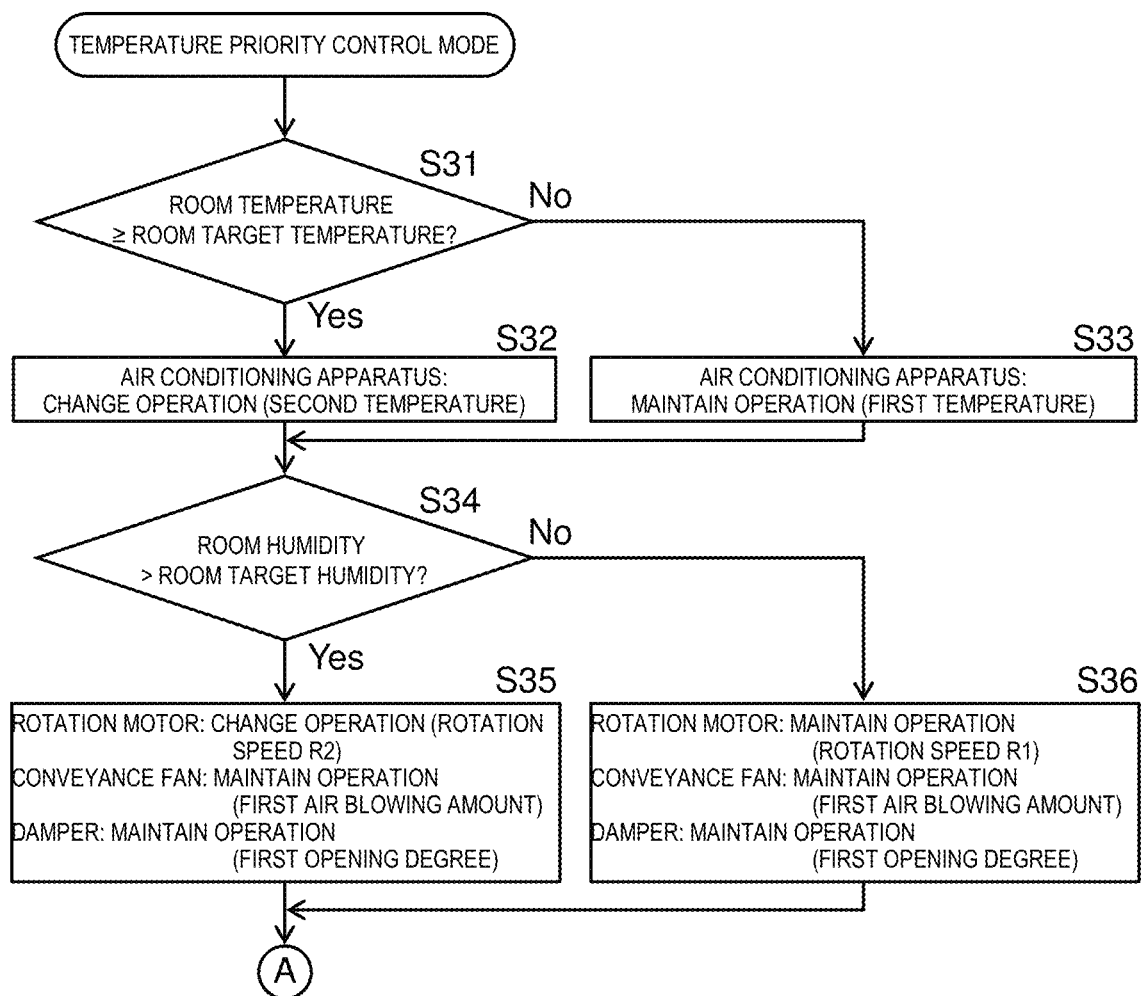 TEMPERATURE PRIORITY CONTROL MODE
S31
ROOM TEMPERATURE
≥ ROOM TARGET TEMPERATURE?
No
Yes
S32
AIR CONDITIONING APPARATUS:
CHANGE OPERATION (SECOND TEMPERATURE)
S33
AIR CONDITIONING APPARATUS:
MAINTAIN OPERATION (FIRST TEMPERATURE)
S34
ROOM HUMIDITY
> ROOM TARGET HUMIDITY?
No
Yes
S35
ROTATION MOTOR: CHANGE OPERATION (ROTATION
SPEED R2)
CONVEYANCE FAN: MAINTAIN OPERATION
(FIRST AIR BLOWING AMOUNT)
DAMPER: MAINTAIN OPERATION
(FIRST OPENING DEGREE)
S36
ROTATION MOTOR: MAINTAIN OPERATION
(ROTATION SPEED R1)
CONVEYANCE FAN: MAINTAIN OPERATION
(FIRST AIR BLOWING AMOUNT)
DAMPER: MAINTAIN OPERATION
(FIRST OPENING DEGREE)
A